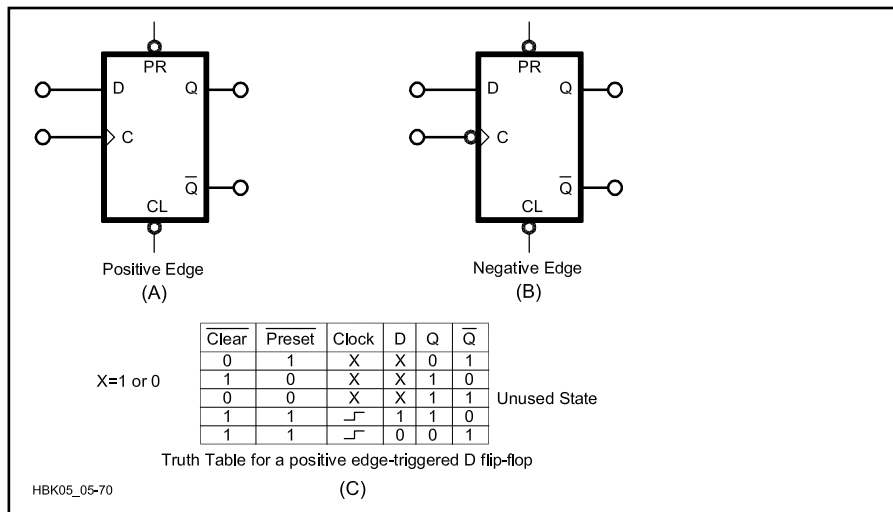 PR
D Q
C
Q̅
CL
Positive Edge
(A)
PR
D Q
C
Q̅
CL
Negative Edge
(B)
X=1 or 0
C̅l̅e̅a̅r̅ P̅r̅e̅s̅e̅t̅ Clock D Q Q̅
0 1 X X 0 1
1 0 X X 1 0
0 0 X X 1 1 Unused State
1 1 1 1 0
1 1 0 0 1
Truth Table for a positive edge-triggered D flip-flop
(C)
HBK05_05-70